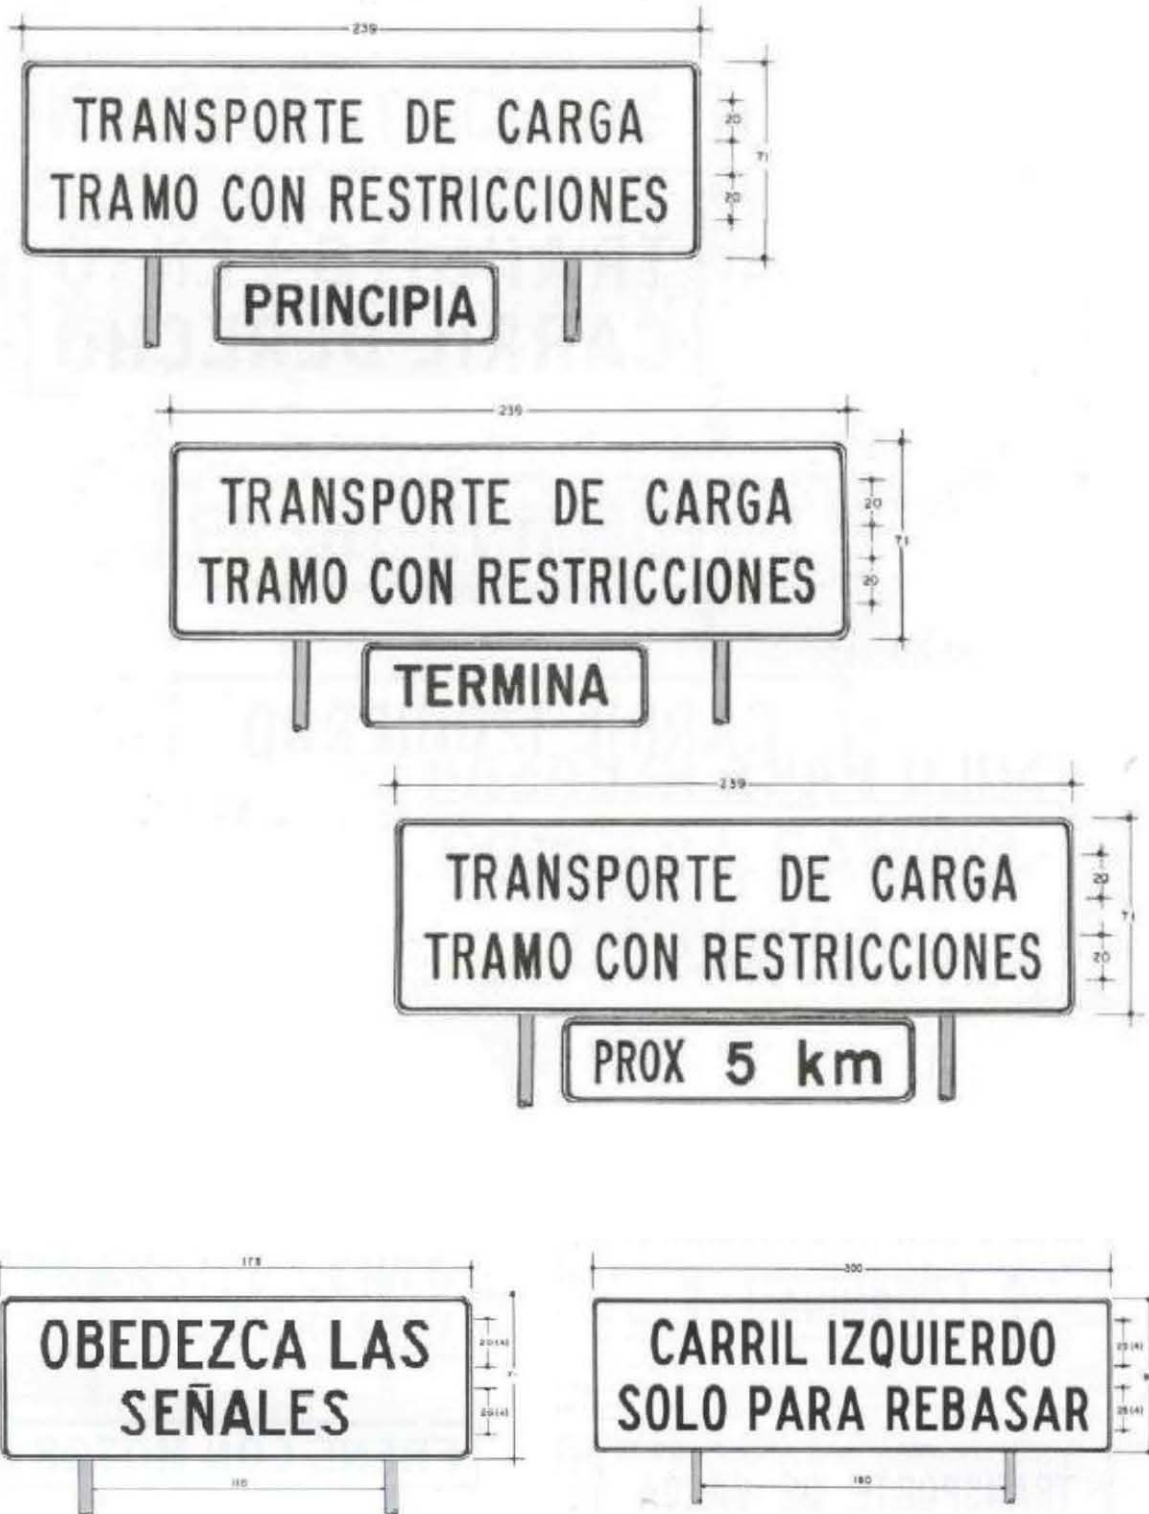 239
TRANSPORTE DE CARGA
TRAMO CON RESTRICCIONES
20
20
71
PRINCIPIA
239
TRANSPORTE DE CARGA
TRAMO CON RESTRICCIONES
20
20
71
TERMINA
239
TRANSPORTE DE CARGA
TRAMO CON RESTRICCIONES
20
20
71
PROX 5 km
OBEDEZCA LAS
SEÑALES
110
300
CARRIL IZQUIERDO
SOLO PARA REBASAR
25(4)
180